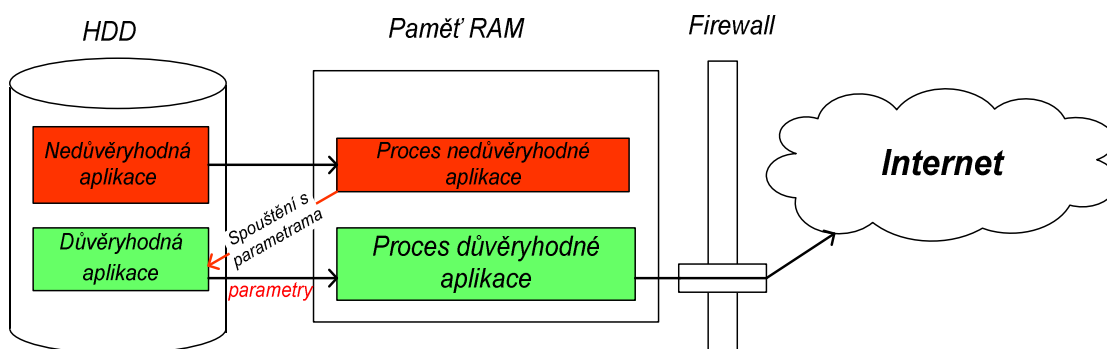 HDD
Paměť RAM
Firewall
Nedůvěryhodná
aplikace
Proces nedůvěryhodné
aplikace
Internet
Spouštění s
parametrama
Důvěryhodná
aplikace
Proces důvěryhodné
aplikace
parametry